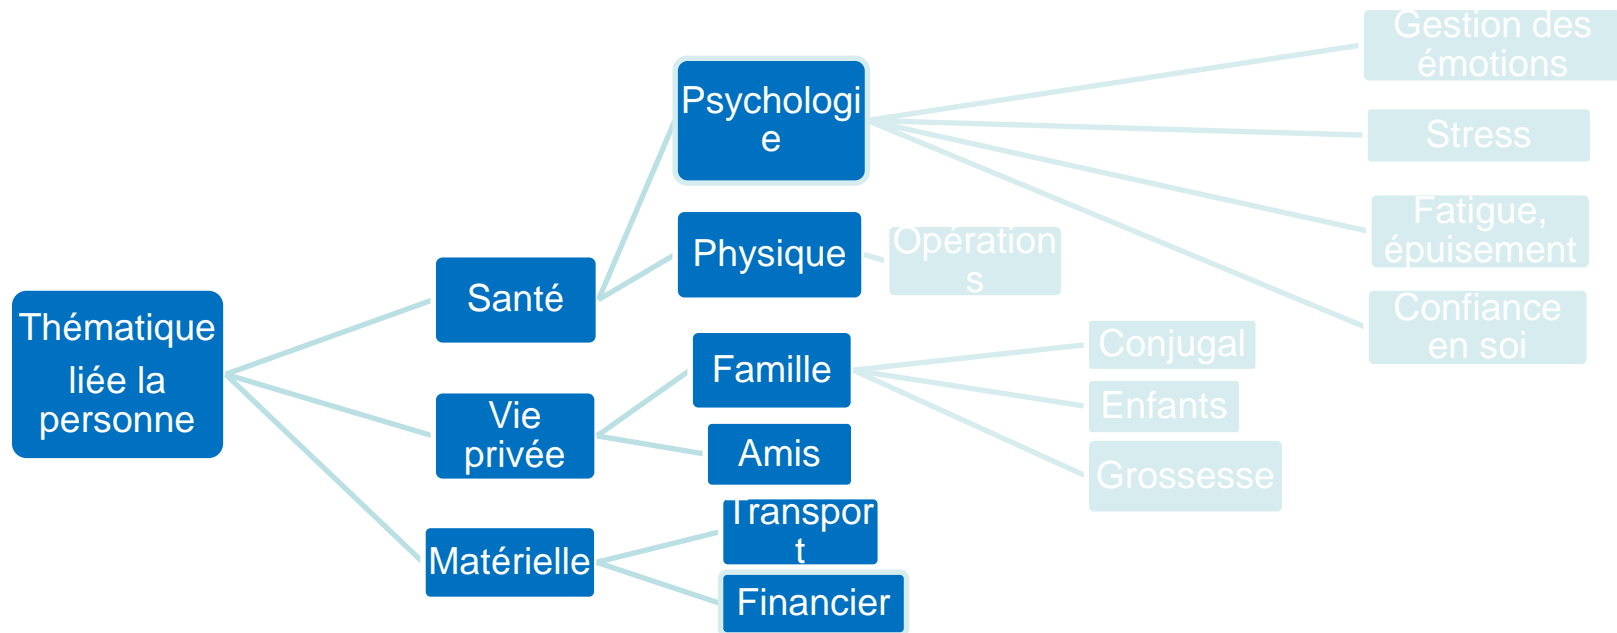 Thématique
liée la
personne
Santé
Vie
privée
Matérielle
Psychologi
e
Physique
Famille
Amis
Transpor
t
Financier
Opération
s
Conjugal
Enfants
Grossesse
Gestion des
émotions
Stress
Fatigue,
épuisement
Confiance
en soi